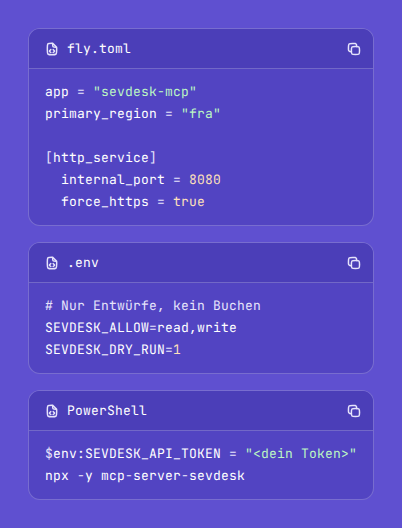 fly.toml
app = "sevdesk-mcp"
primary_region = "fra"
[http_service]
internal_port = 8080
force_https = true
.env
# Nur Entwürfe, kein Buchen
SEVDESK_ALLOW=read,write
SEVDESK_DRY_RUN=1
PowerShell
$env:SEVDESK_API_TOKEN = "<dein Token>"
npx -y mcp-server-sevdesk